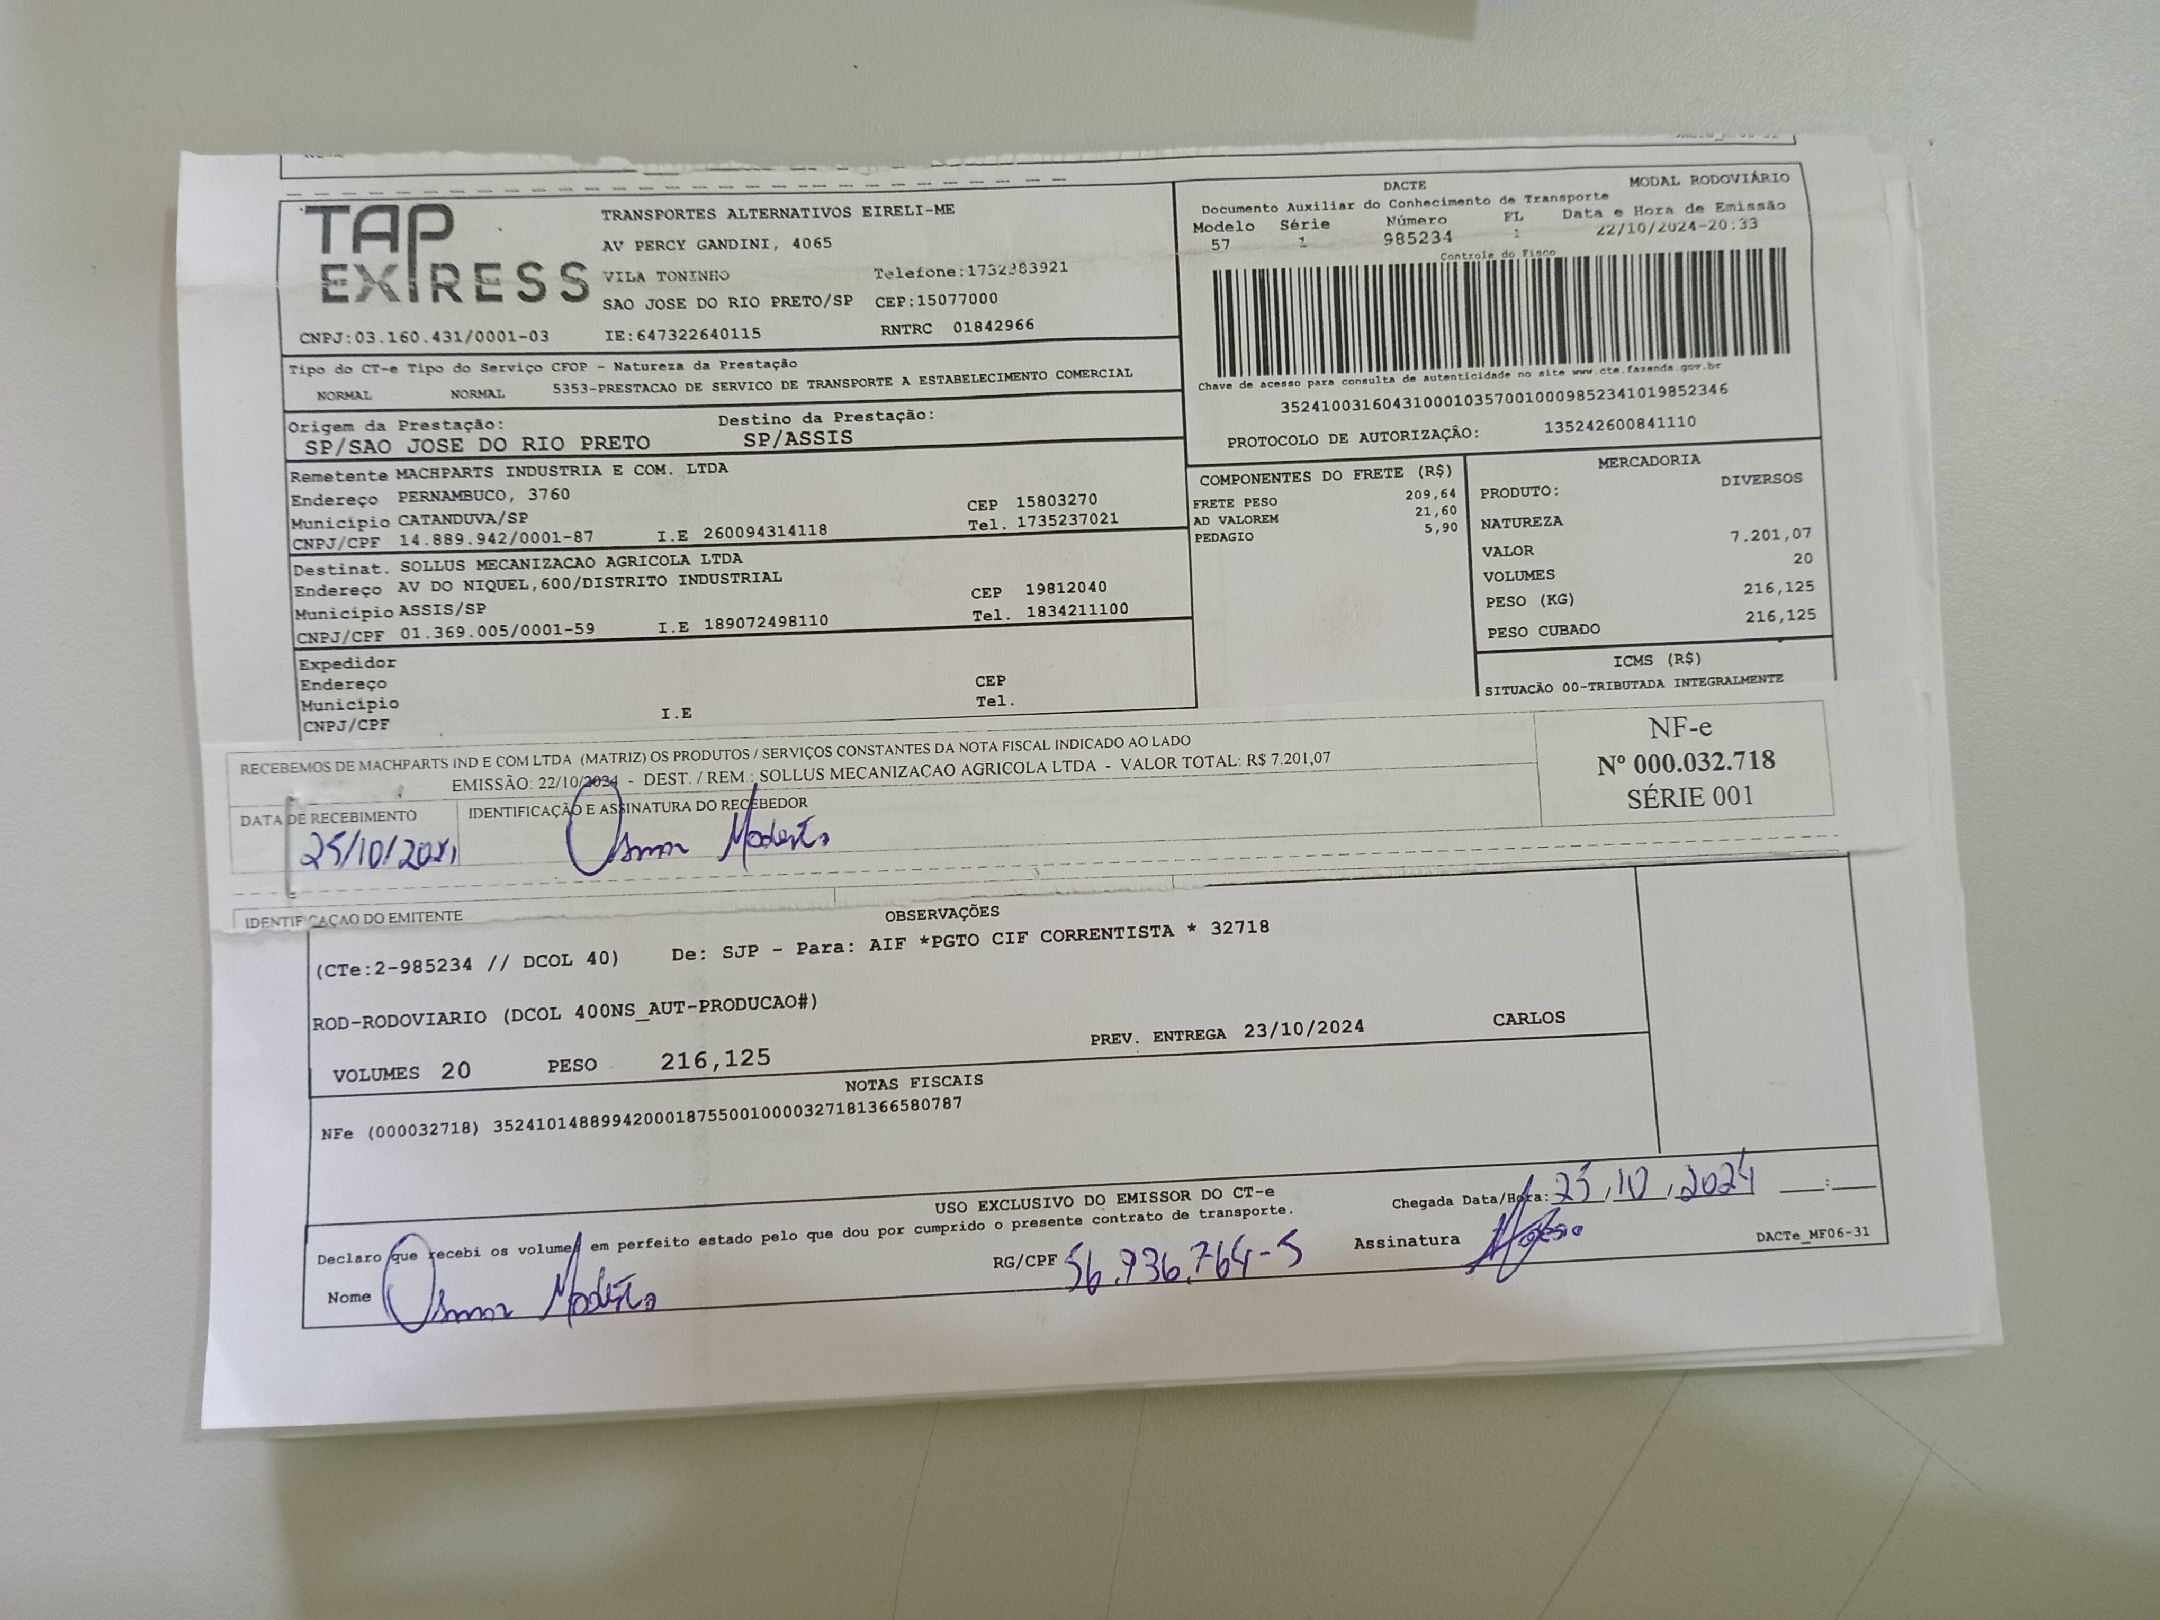 TAP
EXPRESS
TRANSPORTES ALTERNATIVOS EIRELI-ME
AV PERCY GANDINI, 4065
VILA TONINHO Telefone:1732383921
SAO JOSE DO RIO PRETO/SP CEP:15077000
CNPJ:03.160.431/0001-03 IE:647322640115 RNTRC 01842966
DACTE MODAL RODOVIÁRIO
Documento Auxiliar do Conhecimento de Transporte
Modelo Série Número FL Data e Hora de Emissão
57 1 985234 1 22/10/2024-20:33
Controle do Fisco
Chave de acesso para consulta de autenticidade no site www.cte.fazenda.gov.br
35241003160431000103570010009852341019852346
PROTOCOLO DE AUTORIZAÇÂO: 135242600841110
Tipo do CT-e Tipo do Serviço CFOP - Natureza da Prestação
NORMAL NORMAL 5353-PRESTACAO DE SERVICO DE TRANSPORTE A ESTABELECIMENTO COMERCIAL
Origem da Prestação: Destino da Prestação:
SP/SAO JOSE DO RIO PRETO SP/ASSIS
Remetente MACHPARTS INDUSTRIA E COM. LTDA
Endereço PERNAMBUCO, 3760 CEP 15803270
Município CATANDUVA/SP Tel. 1735237021
CNPJ/CPF 14.889.942/0001-87 I.E 260094314118
Destinat. SOLLUS MECANIZACAO AGRICOLA LTDA
Endereço AV DO NIQUEL,600/DISTRITO INDUSTRIAL CEP 19812040
Município ASSIS/SP Tel. 1834211100
CNPJ/CPF 01.369.005/0001-59 I.E 189072498110
Expedidor
Endereço CEP
Município Tel.
CNPJ/CPF I.E
COMPONENTES DO FRETE (R$)
FRETE PESO 209,64
AD VALOREM 21,60
PEDAGIO 5,90
MERCADORIA
PRODUTO: DIVERSOS
NATUREZA
VALOR 7.201,07
VOLUMES 20
PESO (KG) 216,125
PESO CUBADO 216,125
ICMS (R$)
SITUACÃO 00-TRIBUTADA INTEGRALMENTE
RECEBEMOS DE MACHPARTS IND E COM LTDA (MATRIZ) OS PRODUTOS / SERVIÇOS CONSTANTES DA NOTA FISCAL INDICADO AO LADO
EMISSÃO: 22/10/2024 - DEST. / REM.: SOLLUS MECANIZACAO AGRICOLA LTDA - VALOR TOTAL: R$ 7.201,07
DATA DE RECEBIMENTO IDENTIFICAÇÃO E ASSINATURA DO RECEBEDOR
25/10/2024 Osmar Modesto
NF-e
Nº 000.032.718
SÉRIE 001
IDENTIFICAÇAO DO EMITENTE
OBSERVAÇÕES
(CTe:2-985234 // DCOL 40) De: SJP - Para: AIF *PGTO CIF CORRENTISTA * 32718
ROD-RODOVIARIO (DCOL 400NS_AUT-PRODUCAO#)
VOLUMES 20 PESO 216,125 PREV. ENTREGA 23/10/2024 CARLOS
NOTAS FISCAIS
NFe (000032718) 35241014889942000187550010000327181366580787
USO EXCLUSIVO DO EMISSOR DO CT-e
Declaro que recebi os volumes em perfeito estado pelo que dou por cumprido o presente contrato de transporte.
Chegada Data/Hora: 25/10/2024 __:__
Nome Osmar Modesto RG/CPF 56.936.764-5 Assinatura
DACTe_MF06-31